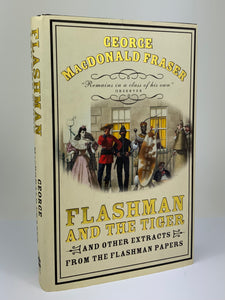 GEORGE
MACDONALD FRASER
"Remains in a class of his own"
OBSERVER
FLASHMAN
AND THE TIGER
AND OTHER EXTRACTS
FROM THE FLASHMAN PAPERS
FLASHMAN
GEORGE